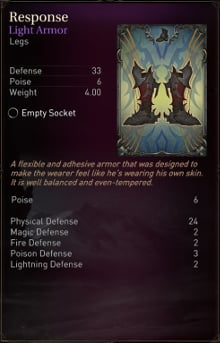 Response
Light Armor
Legs
Defense 33
Poise 6
Weight 4.00
Empty Socket
A flexible and adhesive armor that was designed to
make the wearer feel like he's wearing his own skin.
It is well balanced and even-tempered.
Poise 6
Physical Defense 24
Magic Defense 2
Fire Defense 2
Poison Defense 3
Lightning Defense 2